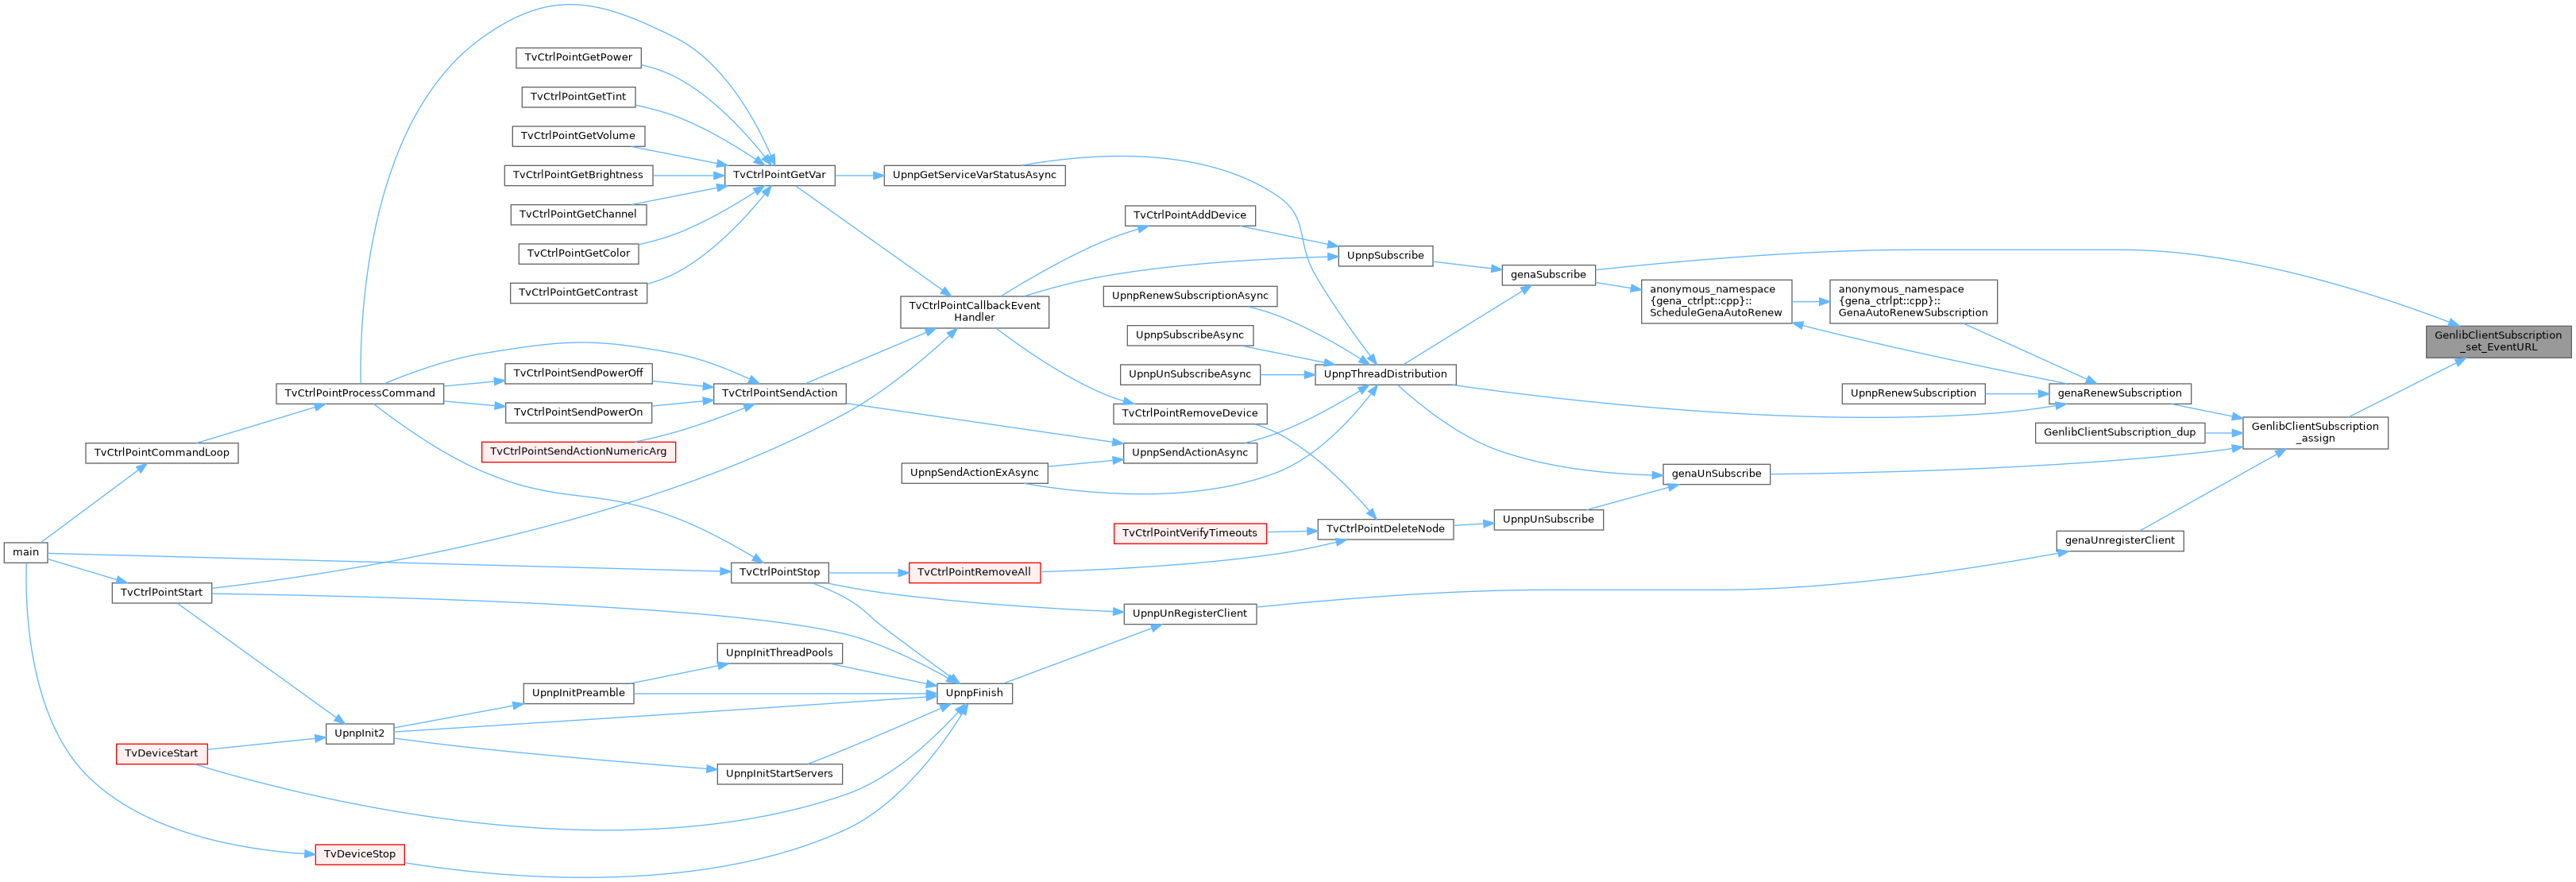 TvCtrlPointGetPower
TvCtrlPointGetTint
TvCtrlPointGetVolume
TvCtrlPointGetBrightness
TvCtrlPointGetVar
UpnpGetServiceVarStatusAsync
TvCtrlPointGetChannel
TvCtrlPointAddDevice
TvCtrlPointGetColor
UpnpSubscribe
genaSubscribe
TvCtrlPointGetContrast
TvCtrlPointCallbackEvent
Handler
UpnpRenewSubscriptionAsync
anonymous_namespace
{gena_ctrlpt::cpp}::
ScheduleGenaAutoRenew
anonymous_namespace
{gena_ctrlpt::cpp}::
GenaAutoRenewSubscription
UpnpSubscribeAsync
GenlibClientSubscription
_set_EventURL
TvCtrlPointSendPowerOff
UpnpUnSubscribeAsync
UpnpThreadDistribution
TvCtrlPointProcessCommand
TvCtrlPointSendAction
UpnpRenewSubscription
genaRenewSubscription
TvCtrlPointSendPowerOn
TvCtrlPointRemoveDevice
GenlibClientSubscription_dup
GenlibClientSubscription
_assign
TvCtrlPointCommandLoop
TvCtrlPointSendActionNumericArg
UpnpSendActionAsync
UpnpSendActionExAsync
genaUnSubscribe
UpnpUnSubscribe
TvCtrlPointVerifyTimeouts
TvCtrlPointDeleteNode
genaUnregisterClient
main
TvCtrlPointStop
TvCtrlPointRemoveAll
TvCtrlPointStart
UpnpUnRegisterClient
UpnpInitThreadPools
UpnpInitPreamble
UpnpFinish
UpnpInit2
TvDeviceStart
UpnpInitStartServers
TvDeviceStop